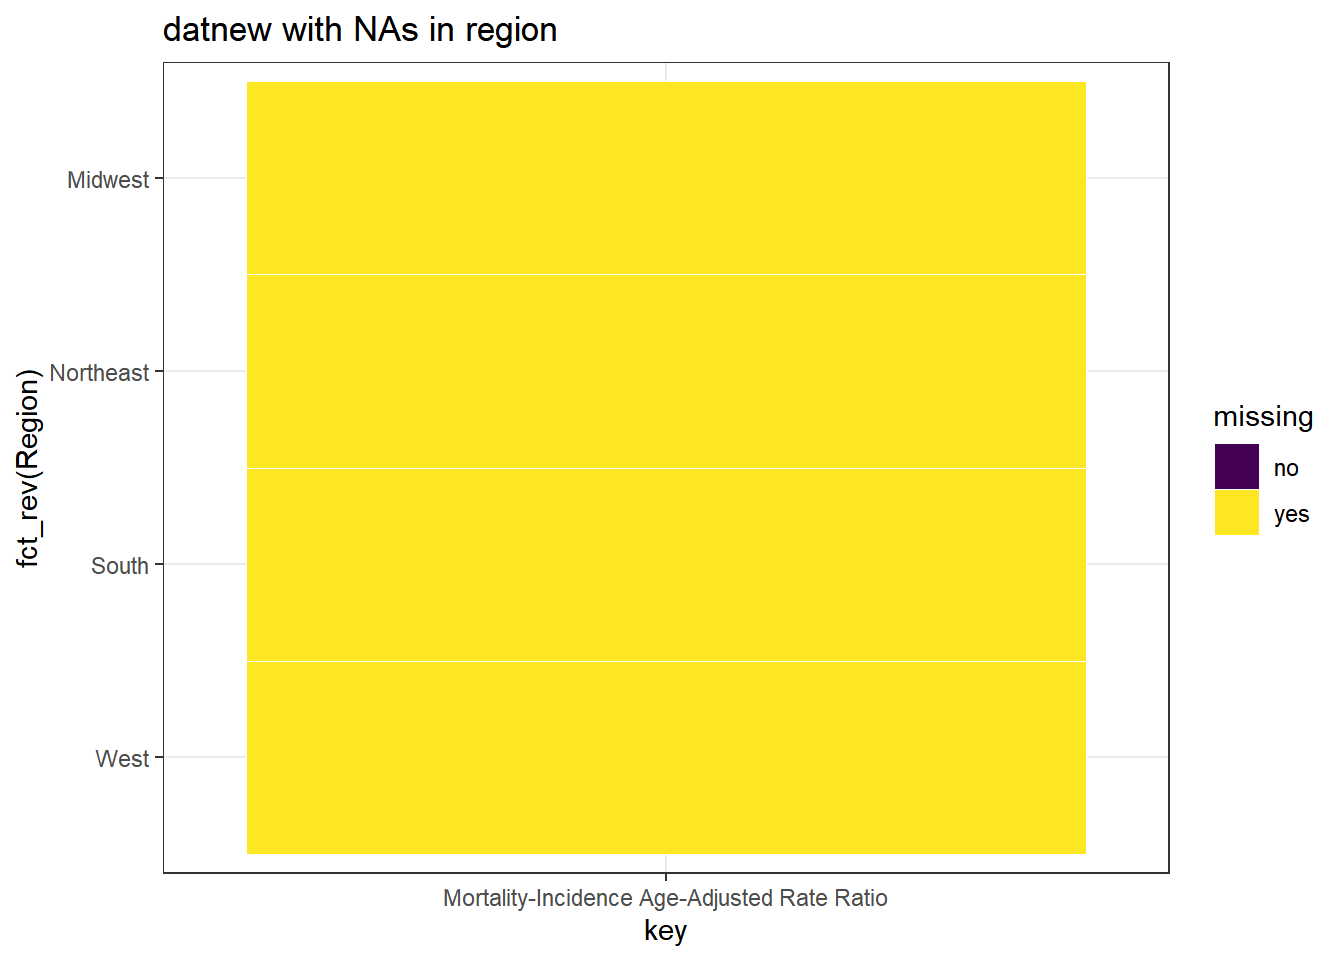 datnew with NAs in region
fct_rev(Region)
Midwest
Northeast
South
West
Mortality-Incidence Age-Adjusted Rate Ratio
key
missing
no
yes